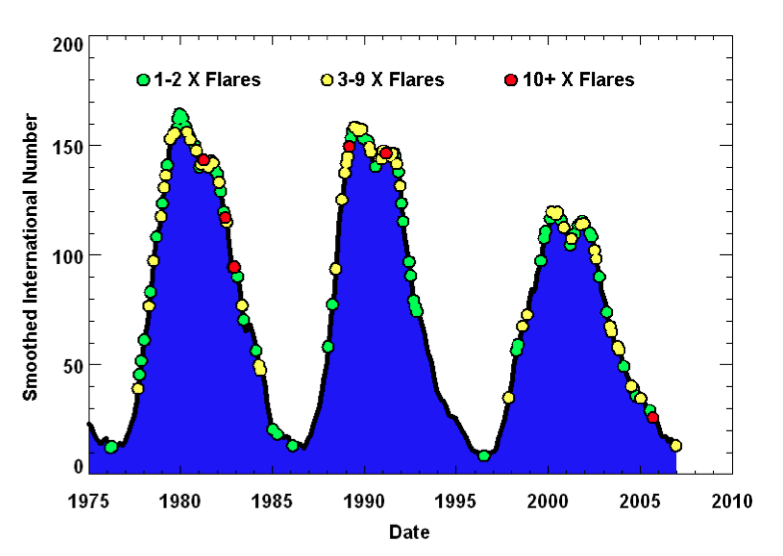 200
1-2 X Flares 3-9 X Flares 10+ X Flares
150
100
50
0
Smoothed International Number
1975 1980 1985 1990 1995 2000 2005 2010
Date